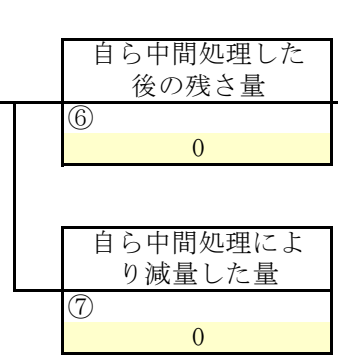 自ら中間処理した
後の残さ量
⑥
0
自ら中間処理によ
り減量した量
⑦
0